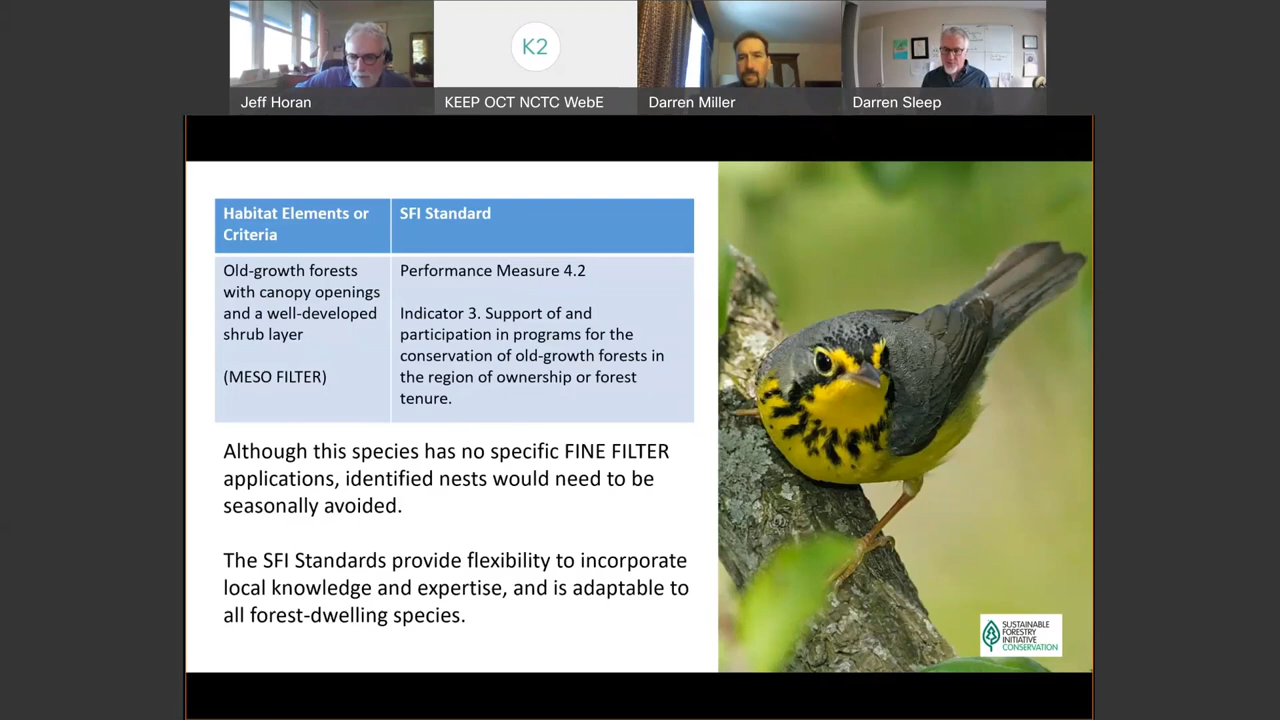 K2
Jeff Horan
KEEP OCT NCTC WebE
Darren Miller
Darren Sleep
Habitat Elements or
Criteria
SFI Standard
Old-growth forests
with canopy openings
and a well-developed
shrub layer
(MESO FILTER)
Performance Measure 4.2
Indicator 3. Support of and
participation in programs for the
conservation of old-growth forests in
the region of ownership or forest
tenure.
Although this species has no specific FINE FILTER
applications, identified nests would need to be
seasonally avoided.
The SFI Standards provide flexibility to incorporate
local knowledge and expertise, and is adaptable to
all forest-dwelling species.
SUSTAINABLE
FORESTRY
INITIATIVE
CONSERVATION